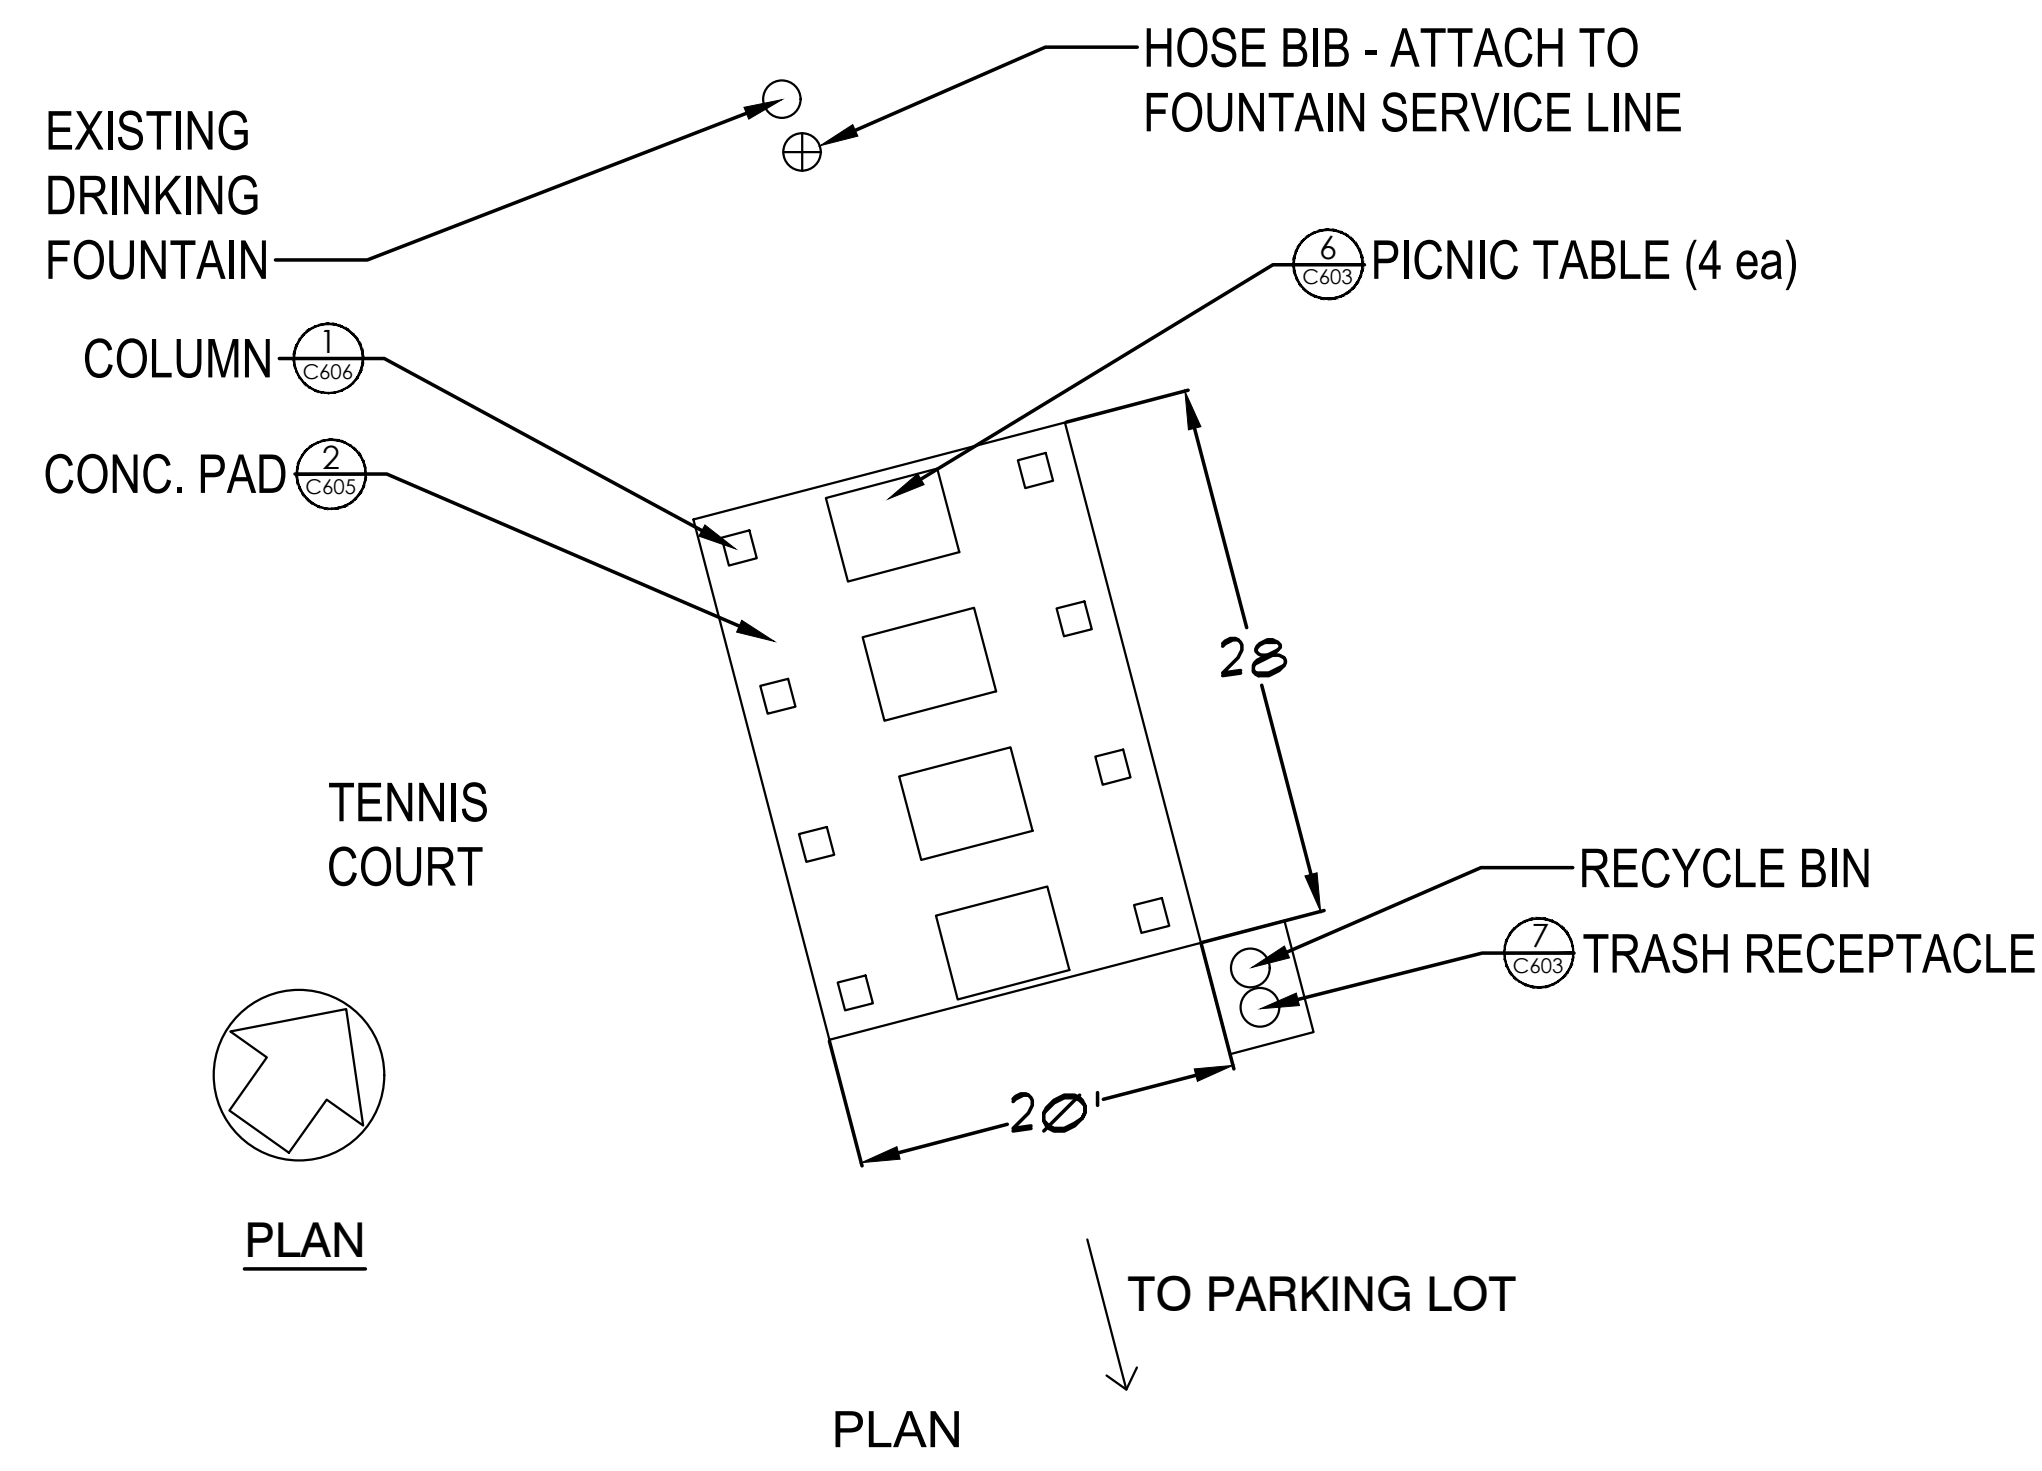 HOSE BIB - ATTACH TO
FOUNTAIN SERVICE LINE
EXISTING
DRINKING
FOUNTAIN
6
C603
PICNIC TABLE (4 ea)
COLUMN
1
C606
CONC. PAD
2
C605
28
TENNIS
COURT
RECYCLE BIN
7
C603
TRASH RECEPTACLE
20'
PLAN
TO PARKING LOT
PLAN